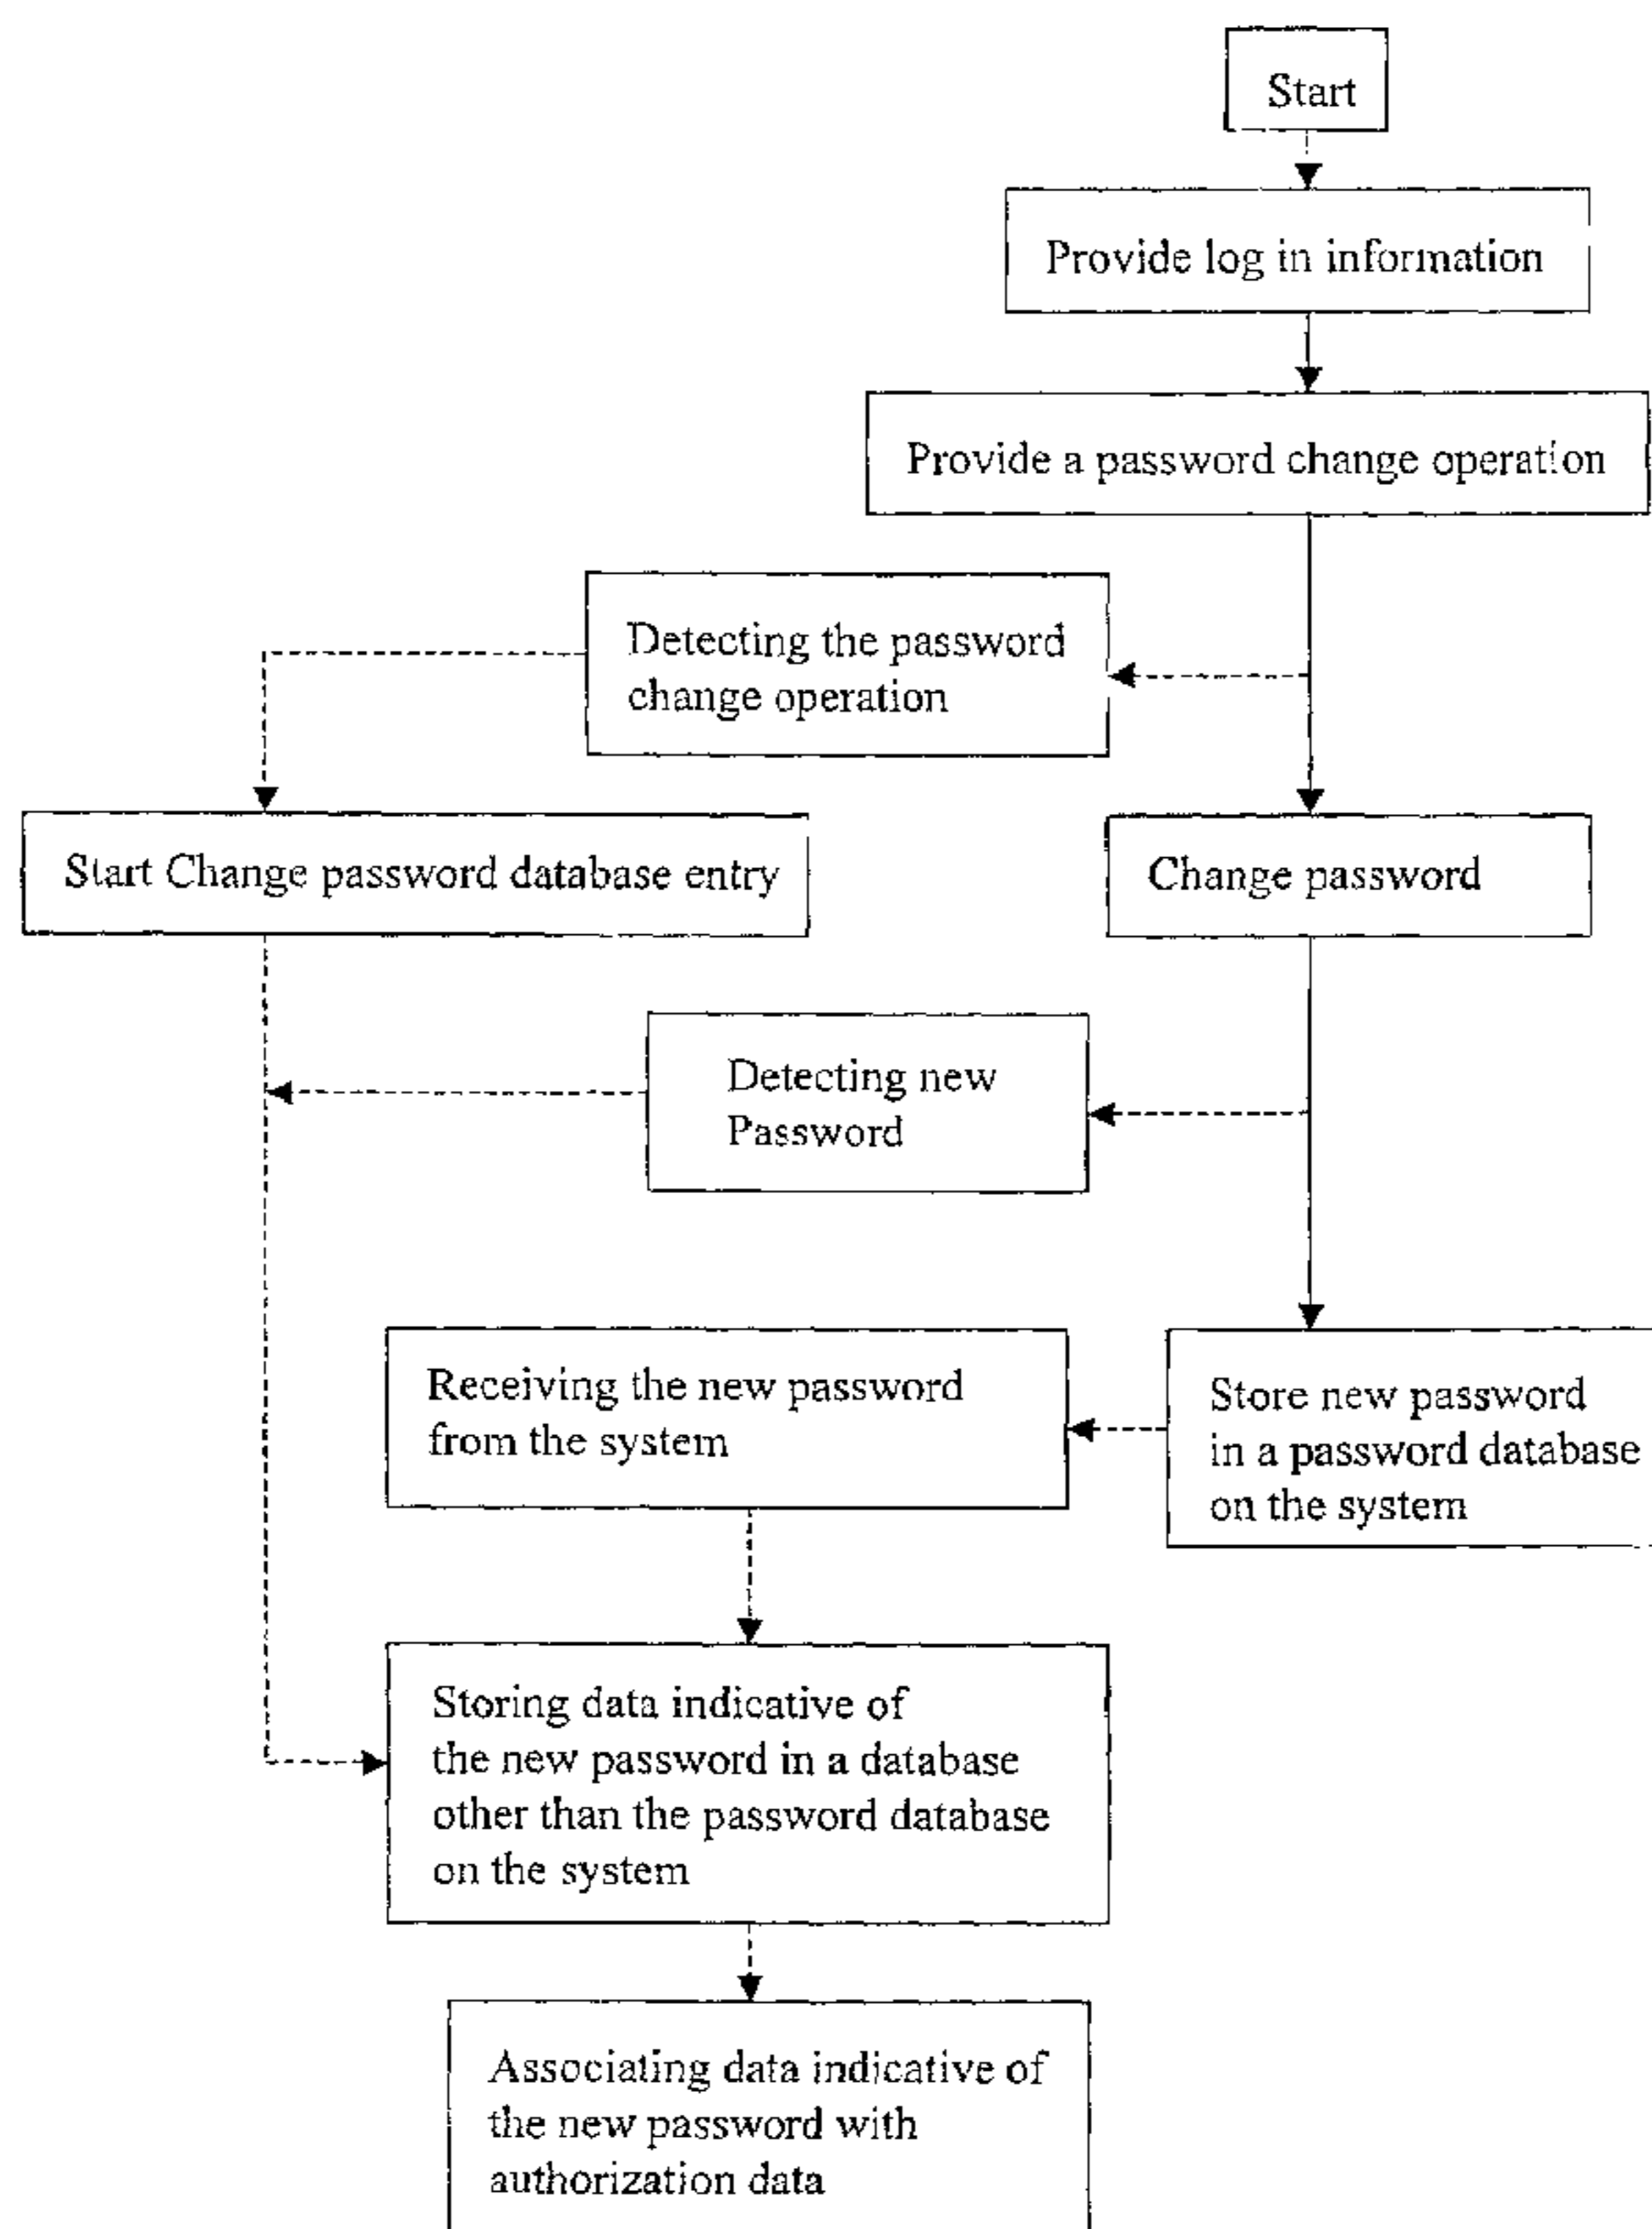 Start
Provide log in information
Provide a password change operation
Detecting the password
change operation
Start Change password database entry
Change password
Detecting new
Password
Receiving the new password
from the system
Store new password
in a password database
on the system
Storing data indicative of
the new password in a database
other than the password database
on the system
Associating data indicative of
the new password with
authorization data